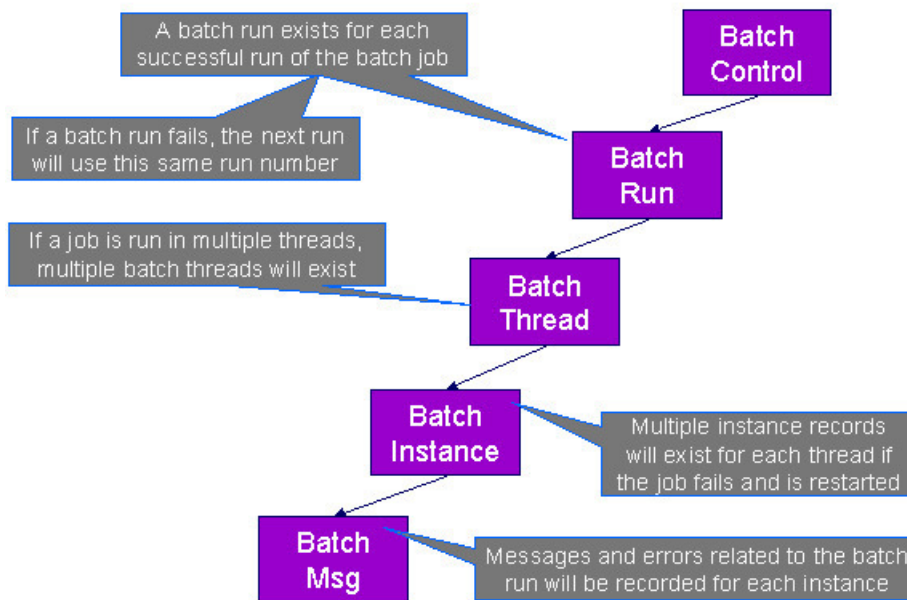 A batch run exists for each
successful run of the batch job
Batch
Control
If a batch run fails, the next run
will use this same run number
Batch
Run
If a job is run in multiple threads,
multiple batch threads will exist
Batch
Thread
Batch
Instance
Multiple instance records
will exist for each thread if
the job fails and is restarted
Batch
Msg
Messages and errors related to the batch
run will be recorded for each instance